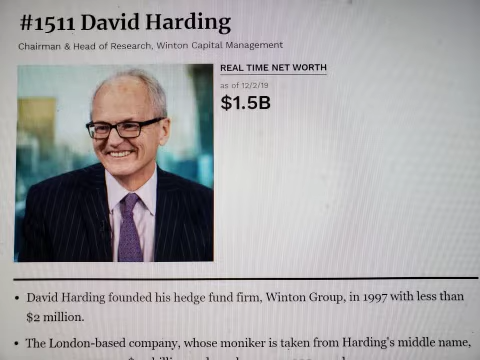 #1511 David Harding
Chairman & Head of Research, Winton Capital Management
REAL TIME NET WORTH
as of 12/2/19
$1.5B
• David Harding founded his hedge fund firm, Winton Group, in 1997 with less than
$2 million.
• The London-based company, whose moniker is taken from Harding's middle name,